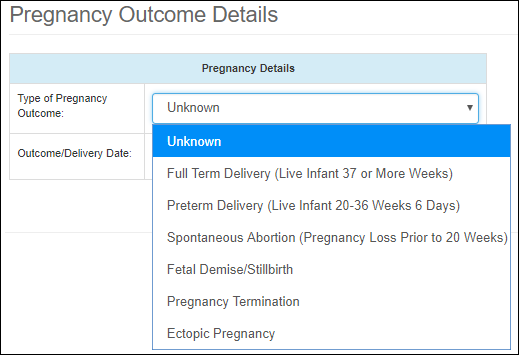 Pregnancy Outcome Details
Pregnancy Details
Type of Pregnancy
Outcome:
Unknown
Outcome/Delivery Date:
Unknown
Full Term Delivery (Live Infant 37 or More Weeks)
Preterm Delivery (Live Infant 20-36 Weeks 6 Days)
Spontaneous Abortion (Pregnancy Loss Prior to 20 Weeks)
Fetal Demise/Stillbirth
Pregnancy Termination
Ectopic Pregnancy